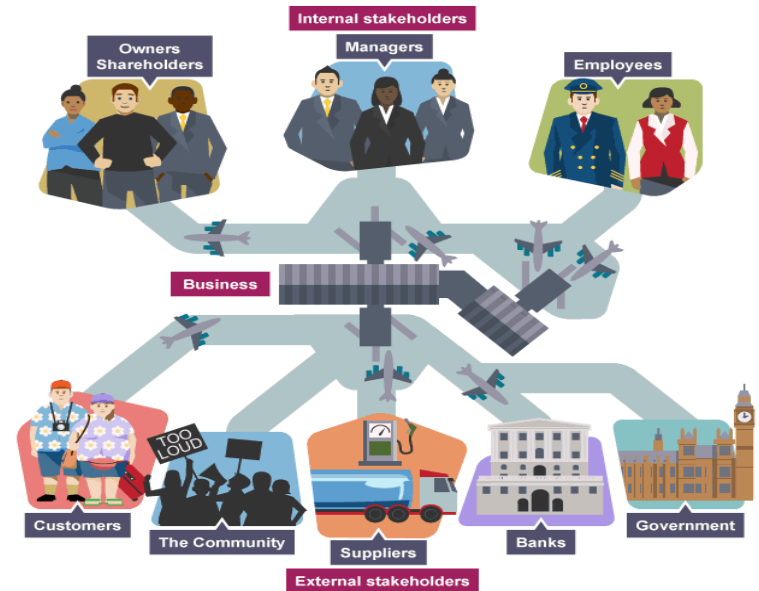 Internal stakeholders
Owners
Shareholders
Managers
Employees
Business
TOO
LOUD
Customers
The Community
Suppliers
Banks
Government
External stakeholders